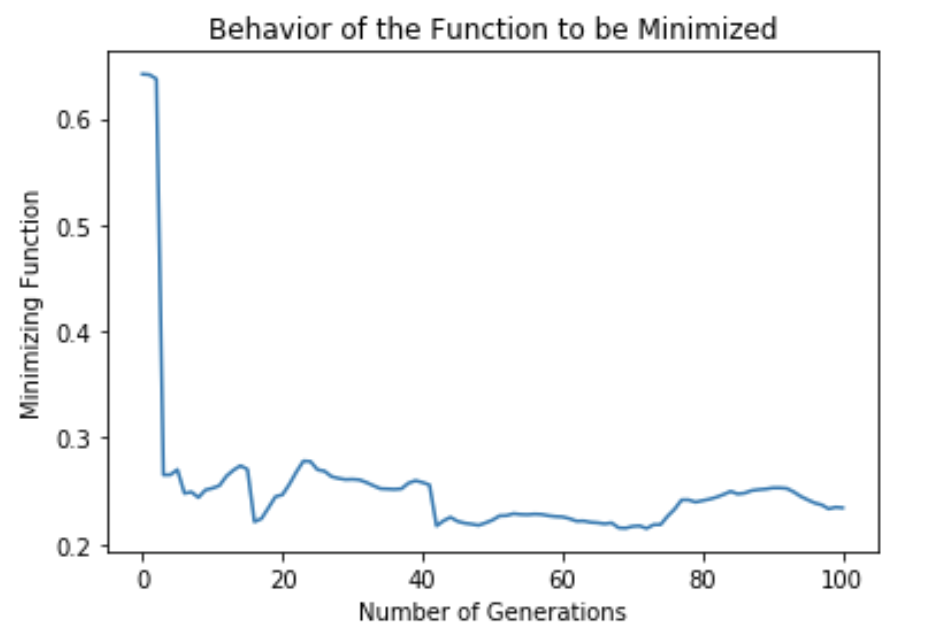 Behavior of the Function to be Minimized
Minimizing Function
0.6
0.5
0.4
0.3
0.2
0 20 40 60 80 100
Number of Generations